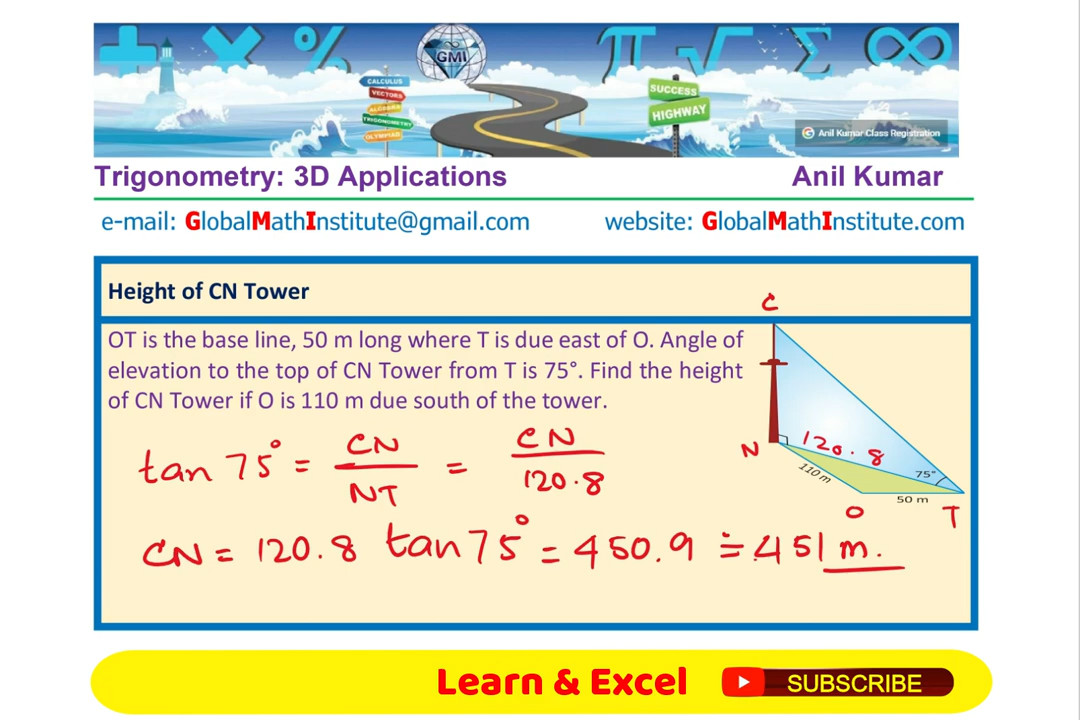 GMI
CALCULUS
VECTORS
ALGEBRA
TRIGONOMETRY
OLYMPIAD
SUCCESS
HIGHWAY
Anil Kumar Class Registration
Trigonometry: 3D Applications Anil Kumar
e-mail: GlobalMathInstitute@gmail.com website: GlobalMathInstitute.com
Height of CN Tower
OT is the base line, 50 m long where T is due east of O. Angle of
elevation to the top of CN Tower from T is 75°. Find the height
of CN Tower if O is 110 m due south of the tower.
C
N
120.8
75°
110 m
50 m
O
T
tan 75° = CN/NT = CN/120.8
CN = 120.8 tan 75° = 450.9 ≐ 451 m.
Learn & Excel
SUBSCRIBE